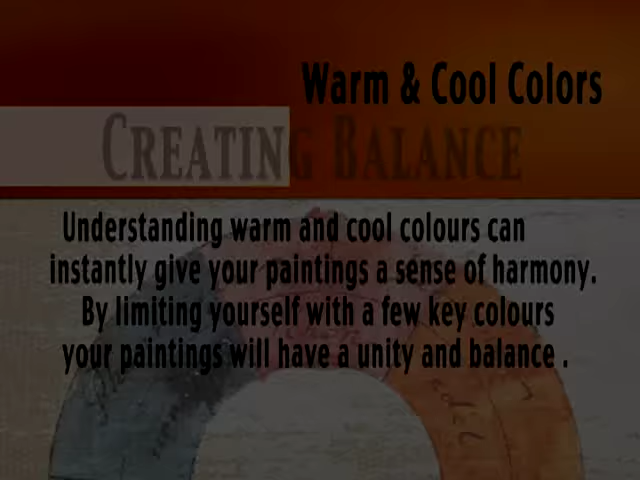 Warm & Cool Colors
CREATING BALANCE
Understanding warm and cool colours can
instantly give your paintings a sense of harmony.
By limiting yourself with a few key colours
your paintings will have a unity and balance .